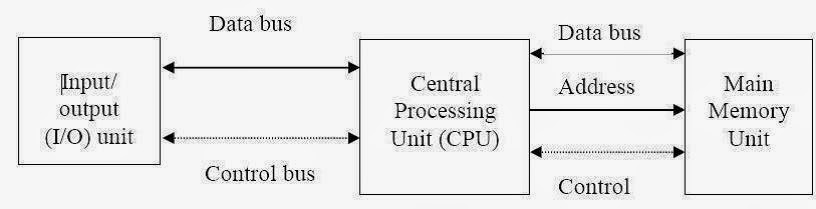 Data bus
Input/
output
(I/O) unit
Control bus
Central
Processing
Unit (CPU)
Data bus
Address
Control
Main
Memory
Unit